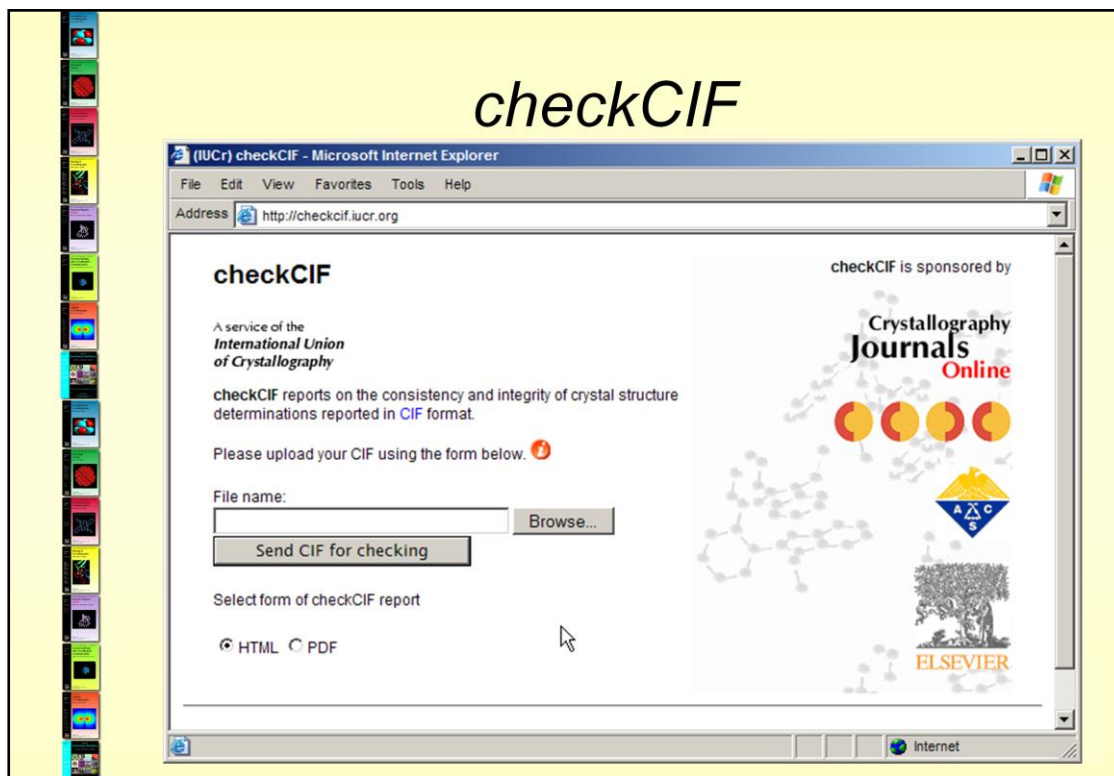 checkCIF
(IUCr) checkCIF - Microsoft Internet Explorer
File Edit View Favorites Tools Help
Address http://checkcif.iucr.org
checkCIF
A service of the
International Union
of Crystallography
checkCIF reports on the consistency and integrity of crystal structure
determinations reported in CIF format.
Please upload your CIF using the form below.
File name:
Browse...
Send CIF for checking
Select form of checkCIF report
HTML PDF
checkCIF is sponsored by
Crystallography
Journals
Online
A C
S
ELSEVIER
Internet